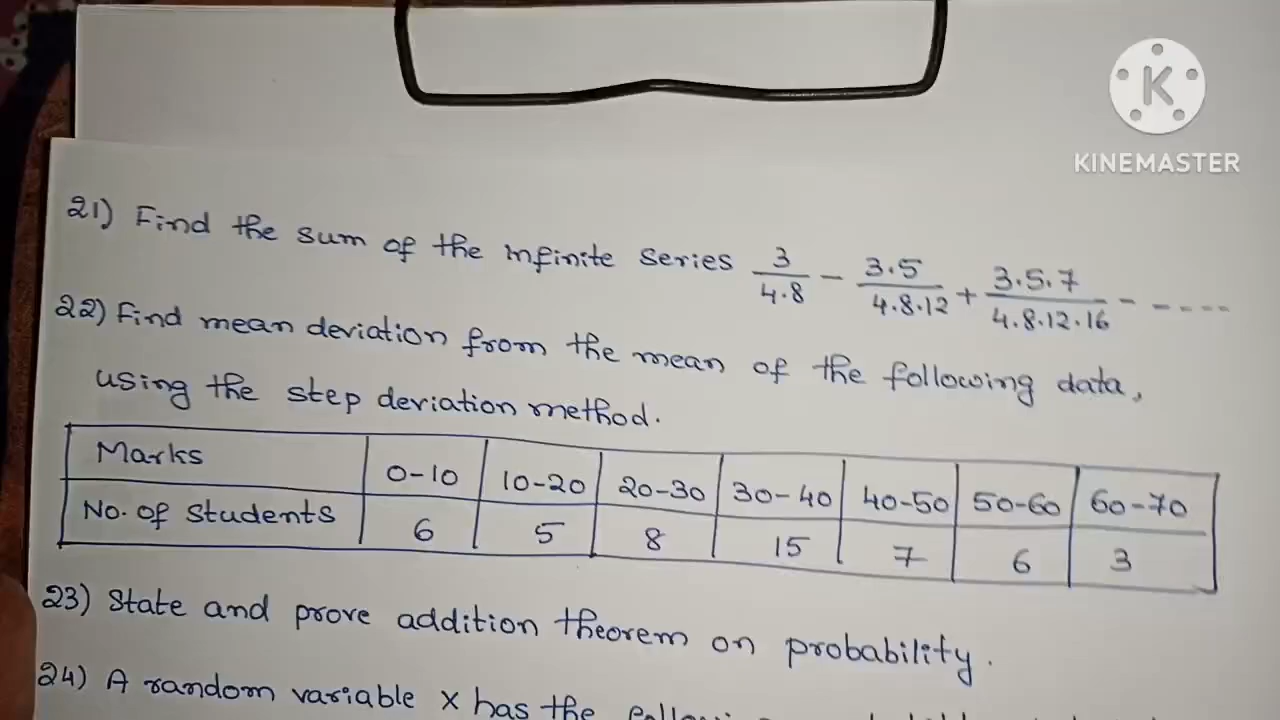 K
KINEMASTER
21) Find the sum of the infinite series 3/4.8 - 3.5/4.8.12 + 3.5.7/4.8.12.16 - -----
22) Find mean deviation from the mean of the following data,
using the step deviation method.
Marks 0-10 10-20 20-30 30-40 40-50 50-60 60-70
No. of Students 6 5 8 15 7 6 3
23) State and prove addition theorem on probability.
24) A random variable x has the